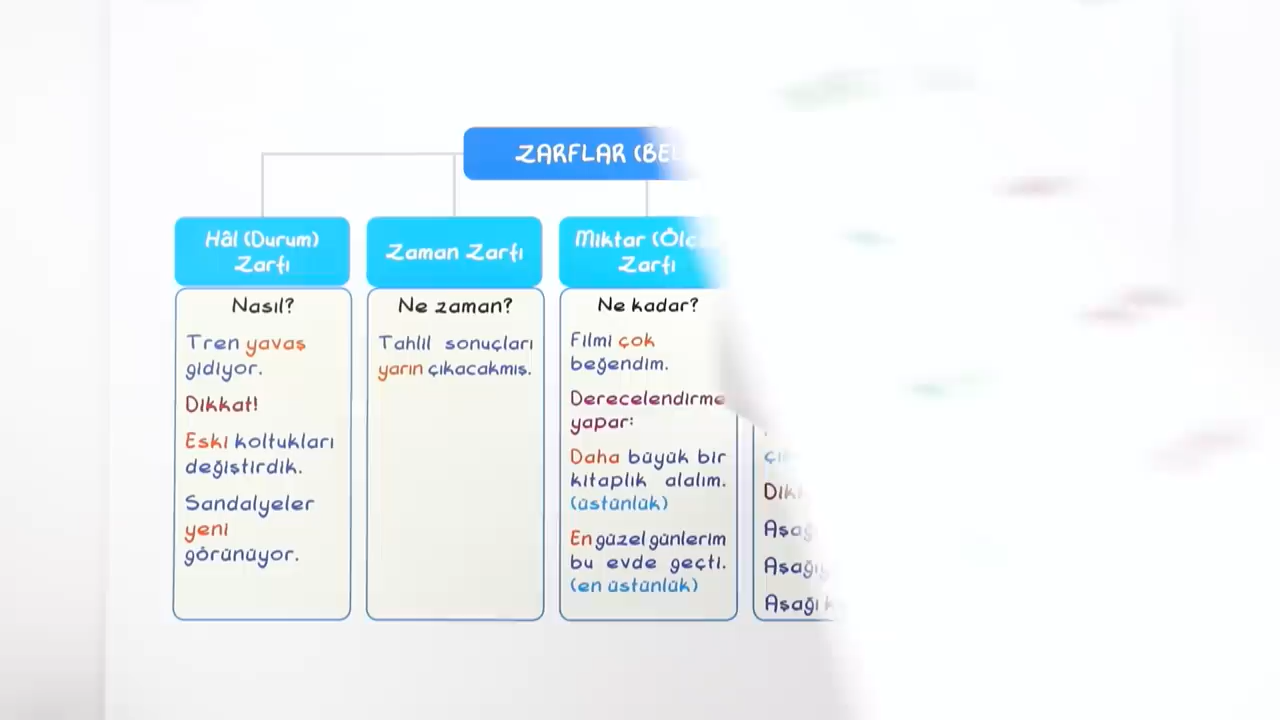 ZARFLAR
Hâl (Durum)
Zarfı
Nasıl?
Tren yavaş
gidiyor.
Dikkat!
Eski koltukları
değiştirdik.
Sandalyeler
yeni
görünüyor.
Zaman Zarfı
Ne zaman?
Tahlil sonuçları
yarın çıkacakmış.
Miktar
Zarfı
Ne kadar?
Filmi çok
beğendim.
Derecelendirme
yapar:
Daha büyük bir
kitaplık alalım.
(üstünlük)
En güzel günlerim
bu evde geçti.
(en üstünlük)
Aşağı